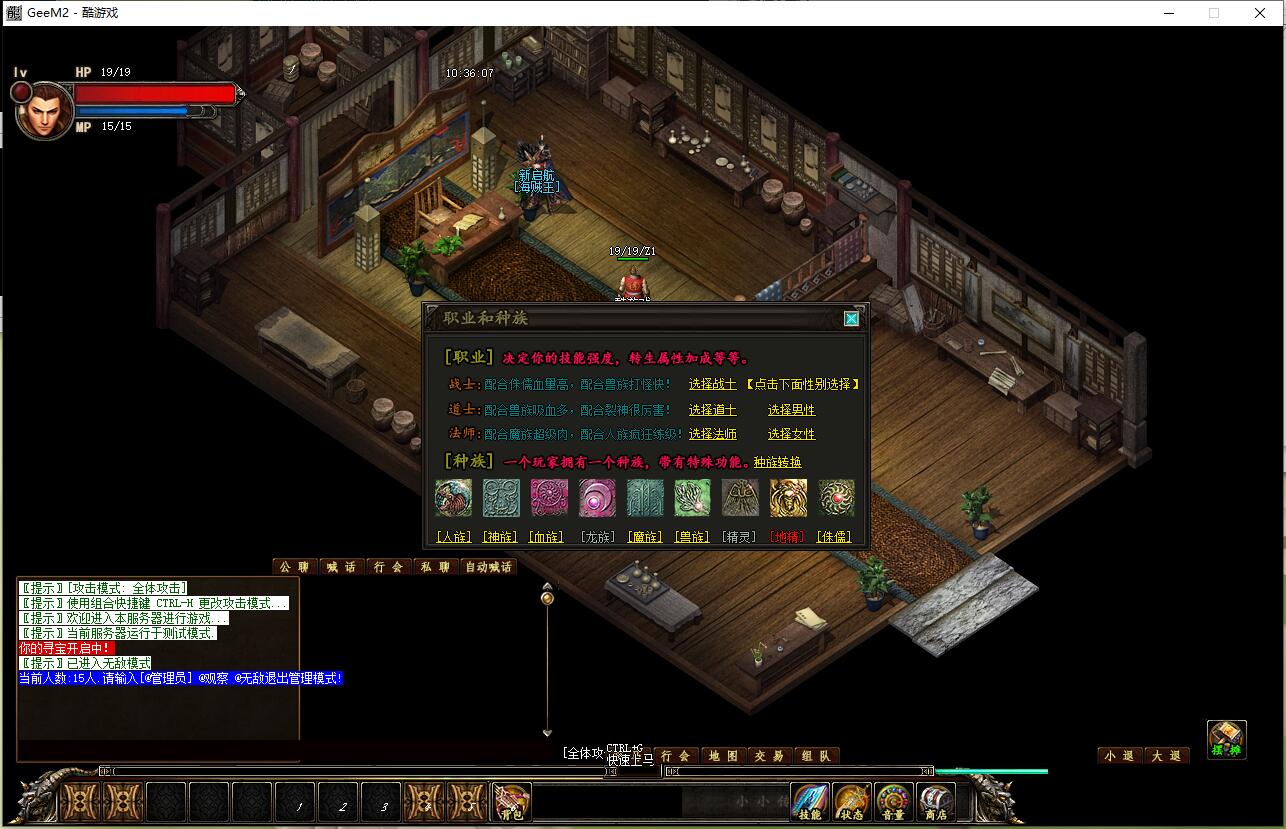 GeeM2 - 酷游戏
lv
HP 19/19
10:36:07
MP 15/15
新启航
[海贼王]
19/19/Z1
职业和种族
[职业] 决定你的技能强度，转生属性加成等等。
战士:配合侏儒血量高，配合兽族打怪快! 选择战士 【点击下面性别选择】
道士:配合兽族吸血多，配合裂神很厉害! 选择道士 选择男性
法师:配合魔族超级肉，配合人族疯狂练级! 选择法师 选择女性
[种族] 一个玩家拥有一个种族，带有特殊功能。种族转换
[人族] [神族] [血族] [龙族] [魔族] [兽族] [精灵] [地精] [侏儒]
公聊 喊话 行会 私聊 自动喊话
〖提示〗[攻击模式: 全体攻击]
〖提示〗使用组合快捷键 CTRL-H 更改攻击模式...
〖提示〗欢迎进入本服务器进行游戏...
〖提示〗当前服务器运行于测试模式.
你的寻宝开启中!
〖提示〗已进入无敌模式
当前人数:15人.请输入[@管理员] @观察 @无敌退出管理模式!
摆摊
[全体攻 CTRL+G
快速上马 行会 地图 交易 组队 小退 大退
1 2 3 4 5
背包 技能 状态 音量 商店